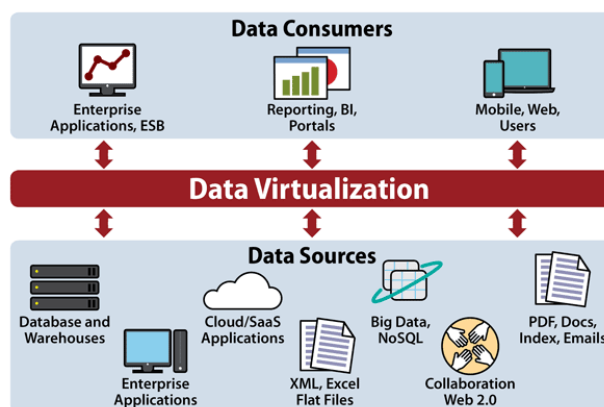 Data Consumers
Enterprise
Applications, ESB
Reporting, BI,
Portals
Mobile, Web,
Users
Data Virtualization
Data Sources
Database and
Warehouses
Enterprise
Applications
Cloud/SaaS
Applications
XML, Excel
Flat Files
Big Data,
NoSQL
Collaboration
Web 2.0
PDF, Docs,
Index, Emails